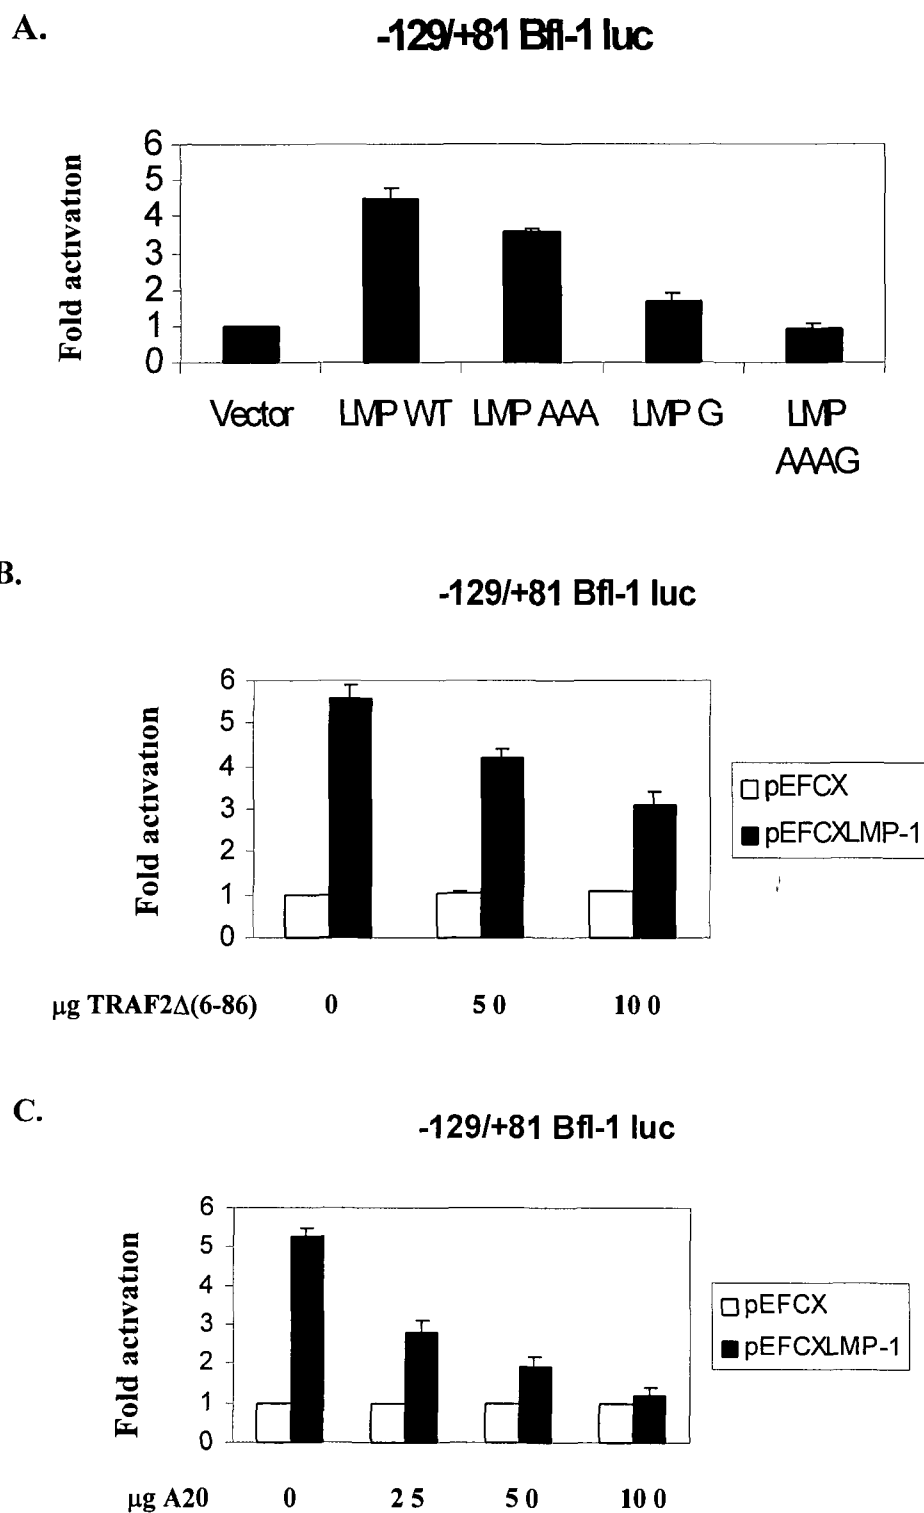 A.
-129/+81 Bfl-1 luc
Fold activation
6
5
4
3
2
1
0
Vector
LMP WT
LMP AAA
LMP G
LMP
AAAG
B.
-129/+81 Bfl-1 luc
Fold activation
6
5
4
3
2
1
0
pEFCX
pEFCXLMP-1
µg TRAF2Δ(6-86) 0 5 0 10 0
C.
-129/+81 Bfl-1 luc
Fold activation
6
5
4
3
2
1
0
pEFCX
pEFCXLMP-1
µg A20 0 2 5 5 0 10 0